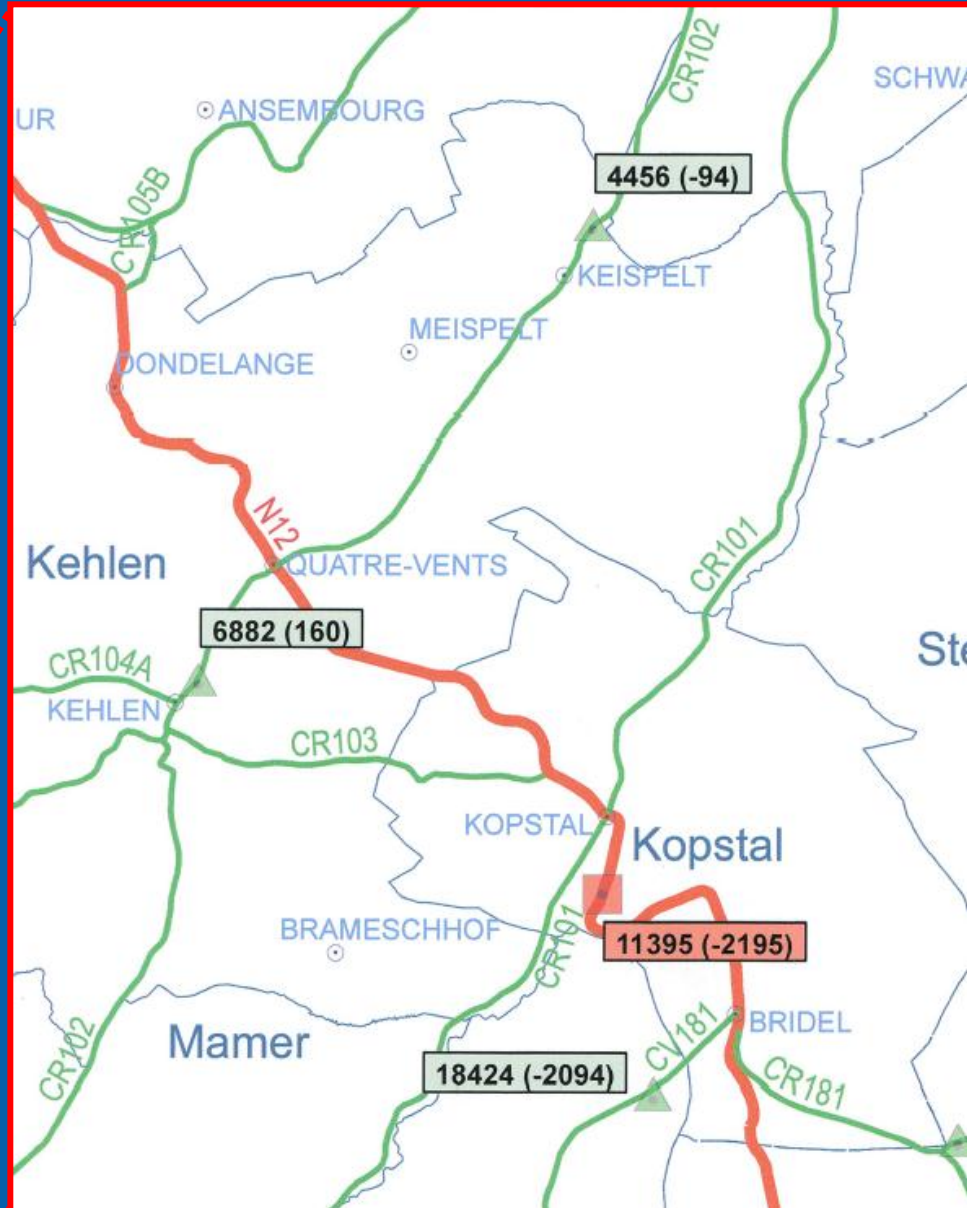 CR102
SCHWA
ANSEMBOURG
UR
4456 (-94)
CR105B
KEISPELT
MEISPELT
DONDELANGE
N12
CR101
Kehlen
QUATRE-VENTS
6882 (160)
Ste
CR104A
KEHLEN
CR103
KOPSTAL
Kopstal
BRAMESCHHOF
CR101
11395 (-2195)
Mamer
BRIDEL
CR102
CV181
18424 (-2094)
CR181